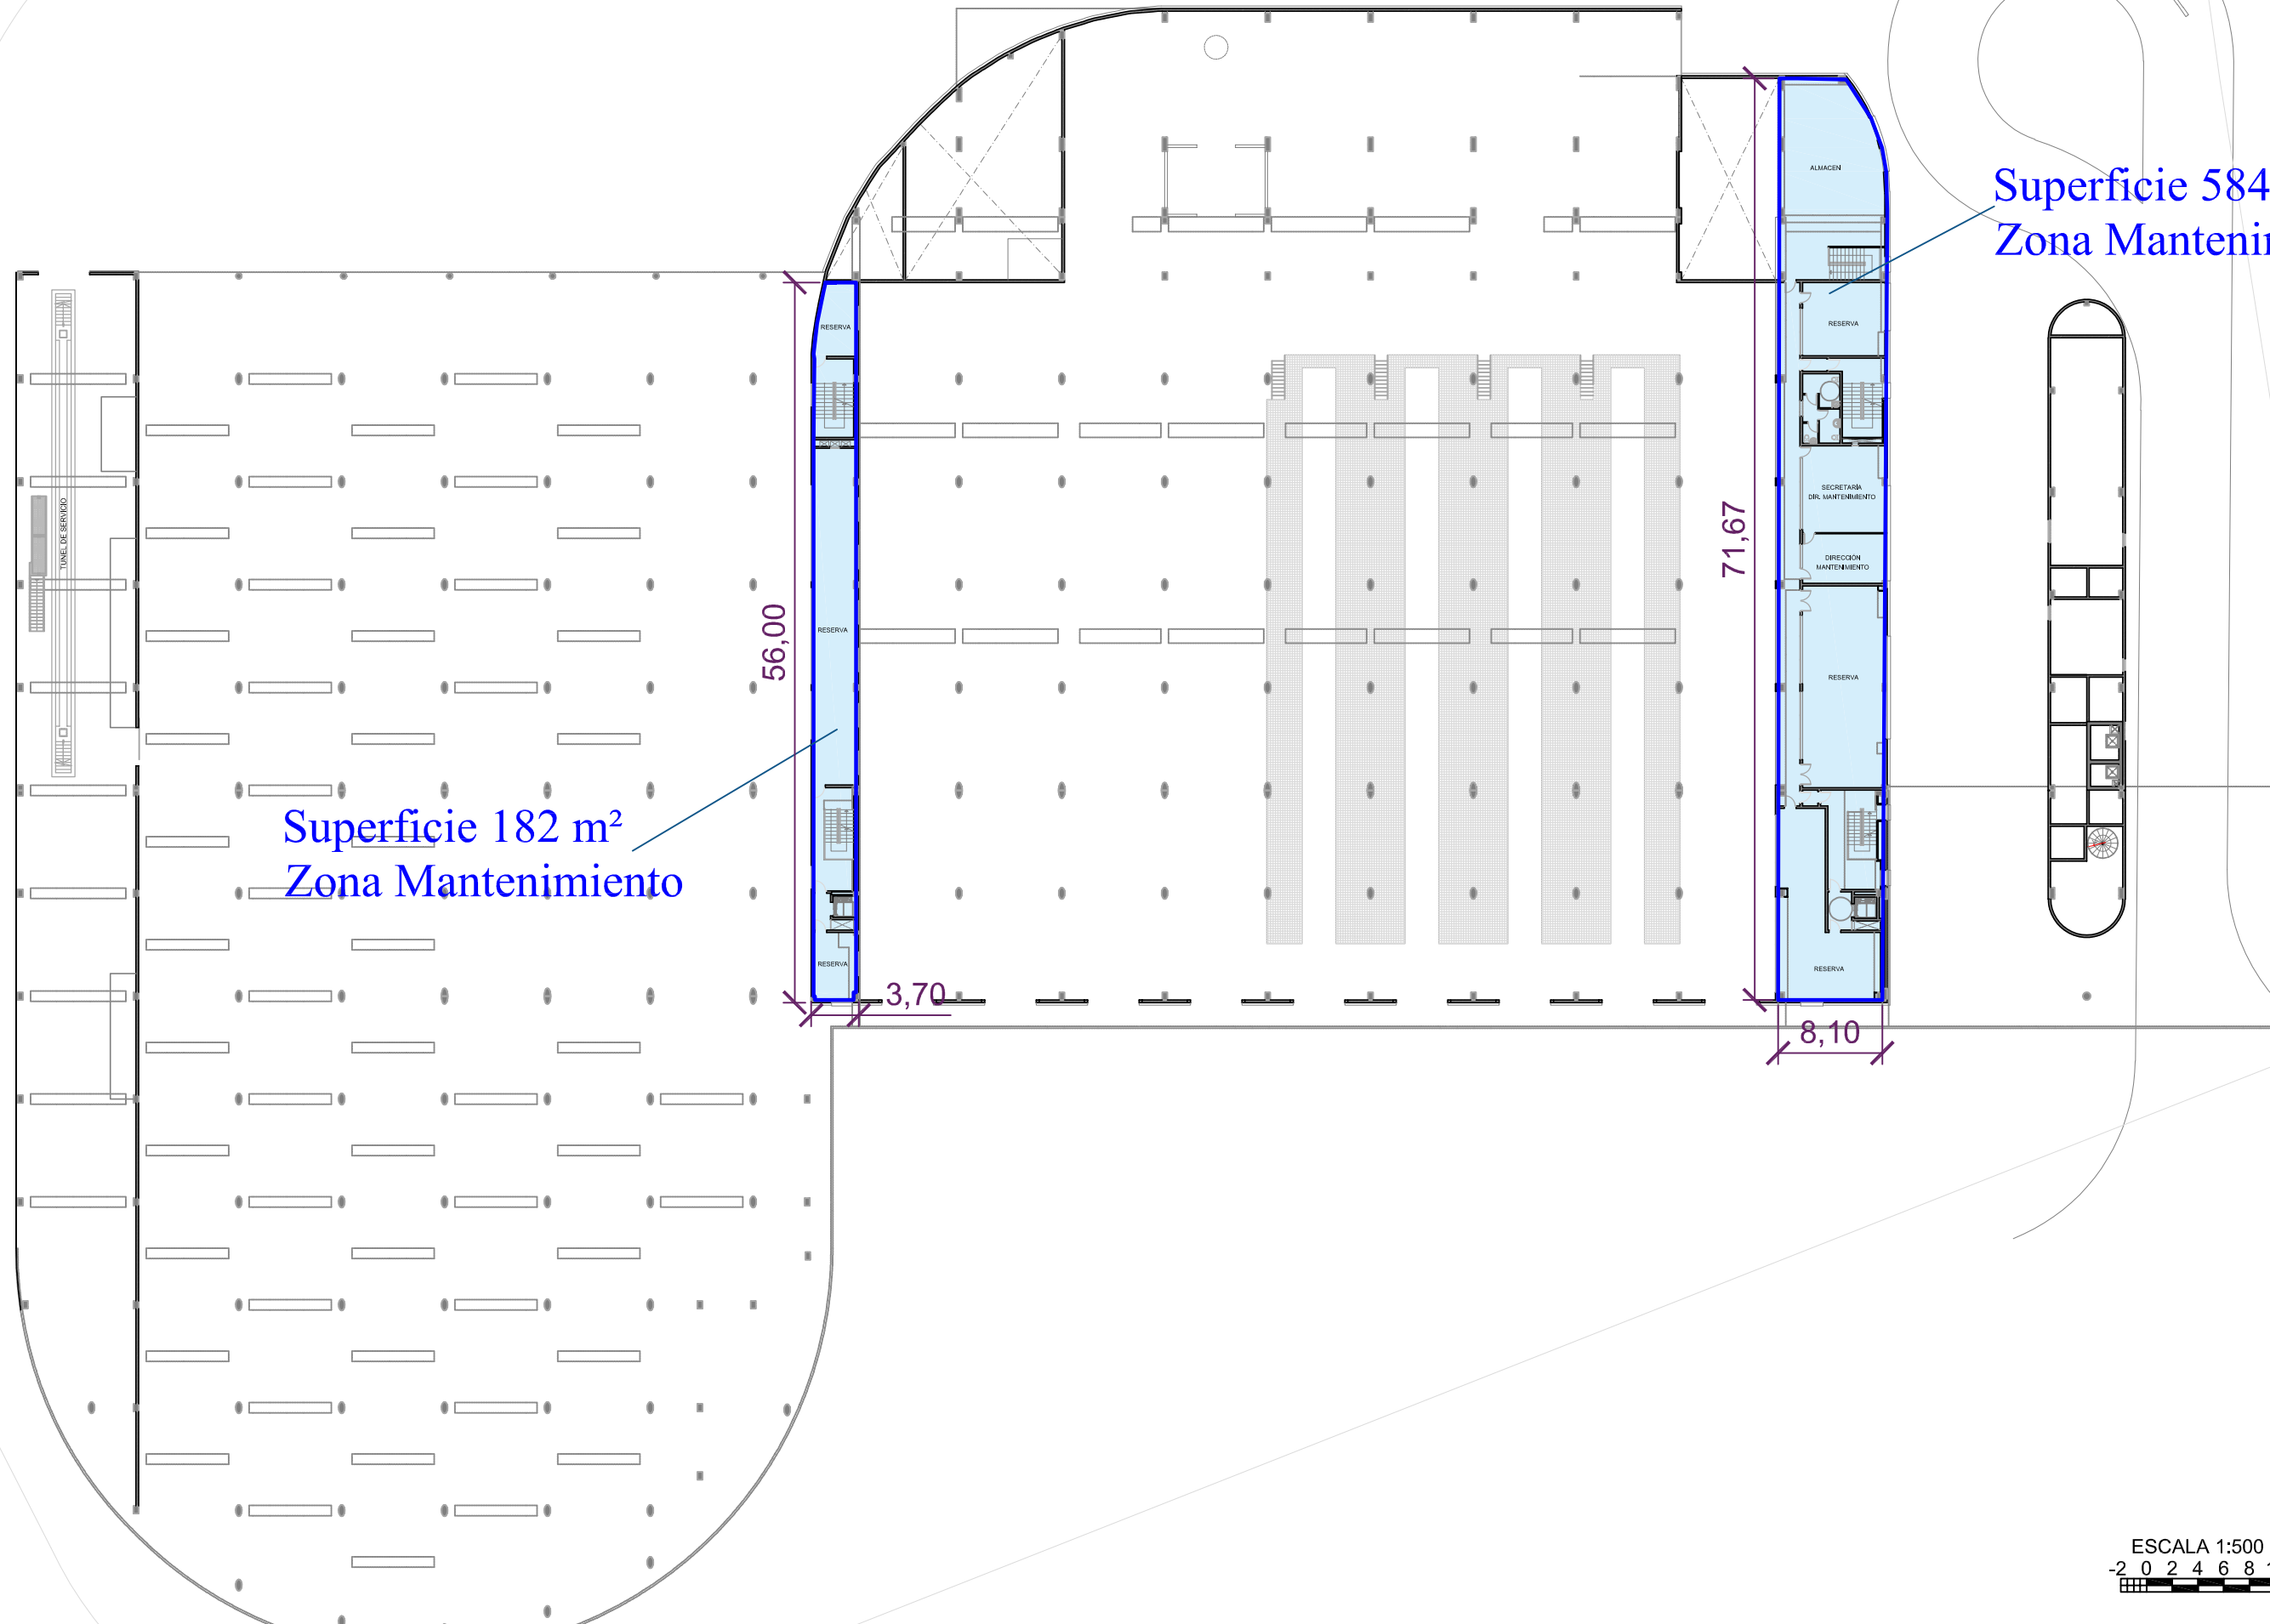 ALMACEN
Superficie 584
Zona Mantenim
RESERVA
RESERVA
SECRETARÍA
DIR. MANTENIMIENTO
TUNEL DE SERVICIO
71,67
DIRECCIÓN
MANTENIMIENTO
56,00
RESERVA
RESERVA
Superficie 182 m²
Zona Mantenimiento
RESERVA
RESERVA
3,70
8,10
ESCALA 1:500
-2 0 2 4 6 8